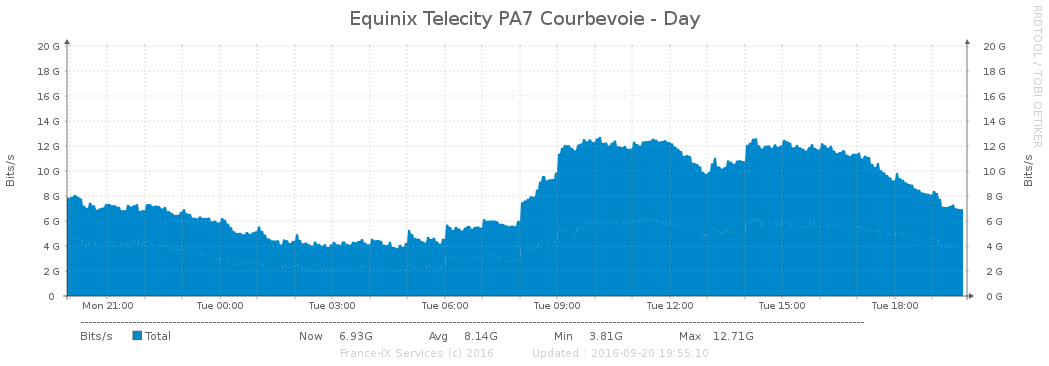 Equinix Telecity PA7 Courbevoie - Day
RRDTOOL / TOBI OETIKER
Bits/s
20 G 20 G
18 G 18 G
16 G 16 G
14 G 14 G
12 G 12 G
10 G 10 G
8 G 8 G
6 G 6 G
4 G 4 G
2 G 2 G
0 0 G
Bits/s
Mon 21:00 Tue 00:00 Tue 03:00 Tue 06:00 Tue 09:00 Tue 12:00 Tue 15:00 Tue 18:00
Bits/s Total Now 6.93G Avg 8.14G Min 3.81G Max 12.71G
France-IX Services (c) 2016 Updated : 2016-09-20 19:55:10